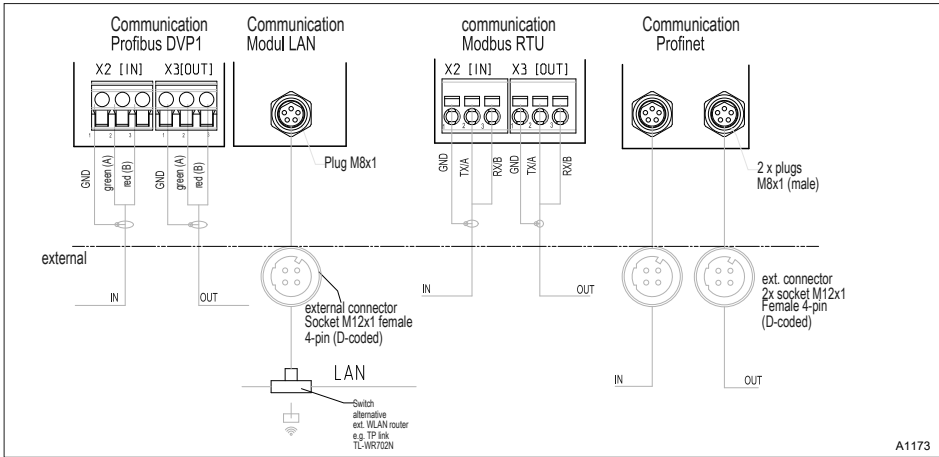 Communication
Profibus DVP1
X2 [IN] X3[OUT]
1 2 3 1 2 3
GND
green (A)
red (B)
GND
green (A)
red (B)
IN
OUT
Communication
Modul LAN
Plug M8x1
external
external connector
Socket M12x1 female
4-pin (D-coded)
LAN
Switch
alternative
ext. WLAN router
e.g. TP link
TL-WR702N
communication
Modbus RTU
X2 [IN] X3 [OUT]
1 2 3 1 2 3
GND
TX/A
RX/B
GND
TX/A
RX/B
IN
OUT
Communication
Profinet
2 x plugs
M8x1 (male)
ext. connector
2x socket M12x1
Female 4-pin
(D-coded)
IN
OUT
A1173